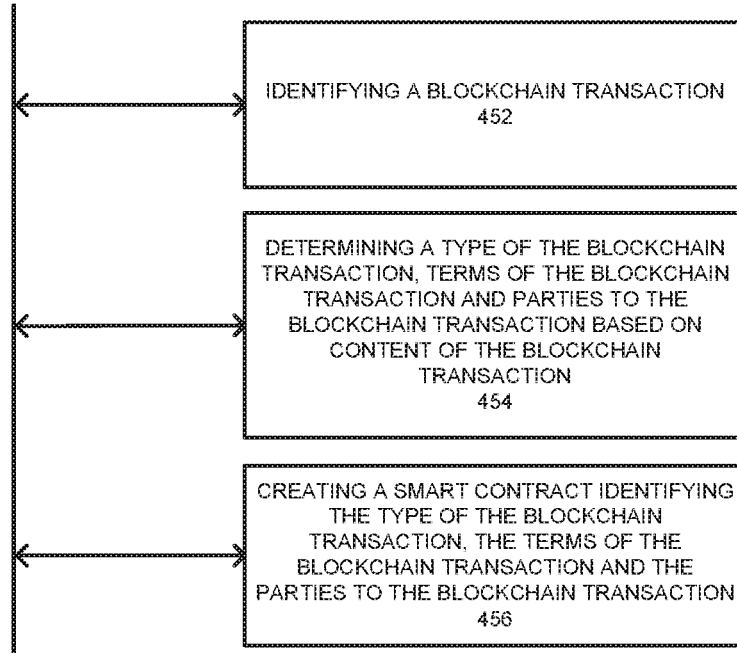 IDENTIFYING A BLOCKCHAIN TRANSACTION
452
DETERMINING A TYPE OF THE BLOCKCHAIN
TRANSACTION, TERMS OF THE BLOCKCHAIN
TRANSACTION AND PARTIES TO THE
BLOCKCHAIN TRANSACTION BASED ON
CONTENT OF THE BLOCKCHAIN
TRANSACTION
454
CREATING A SMART CONTRACT IDENTIFYING
THE TYPE OF THE BLOCKCHAIN
TRANSACTION, THE TERMS OF THE
BLOCKCHAIN TRANSACTION AND THE
PARTIES TO THE BLOCKCHAIN TRANSACTION
456